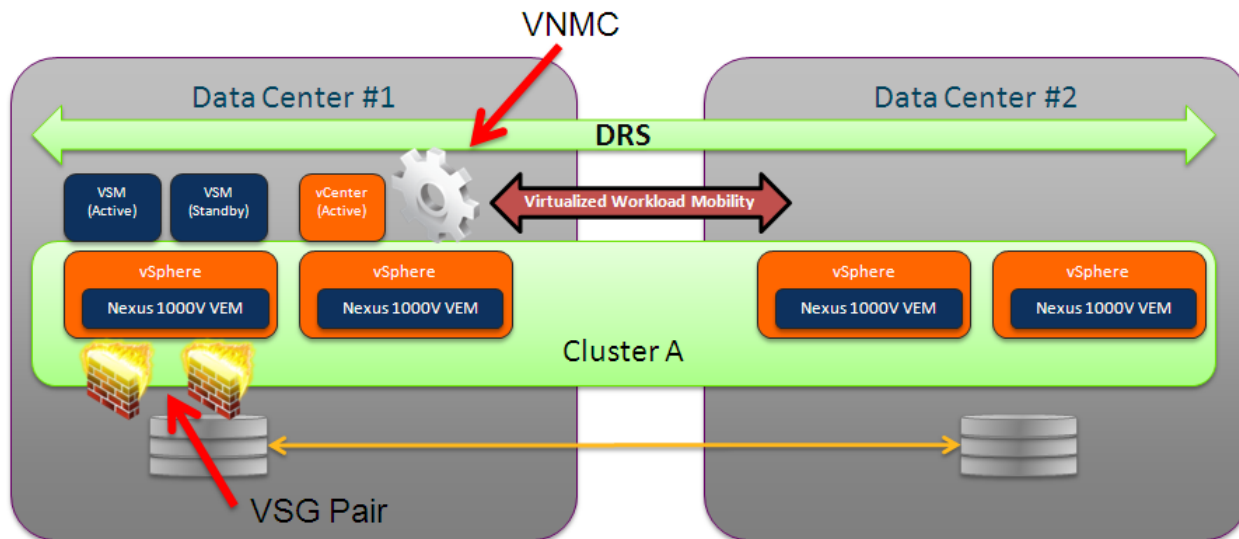 VNMC
Data Center #1
Data Center #2
DRS
VSM
(Active)
VSM
(Standby)
vCenter
(Active)
Virtualized Workload Mobility
vSphere
Nexus 1000V VEM
vSphere
Nexus 1000V VEM
vSphere
Nexus 1000V VEM
vSphere
Nexus 1000V VEM
Cluster A
VSG Pair